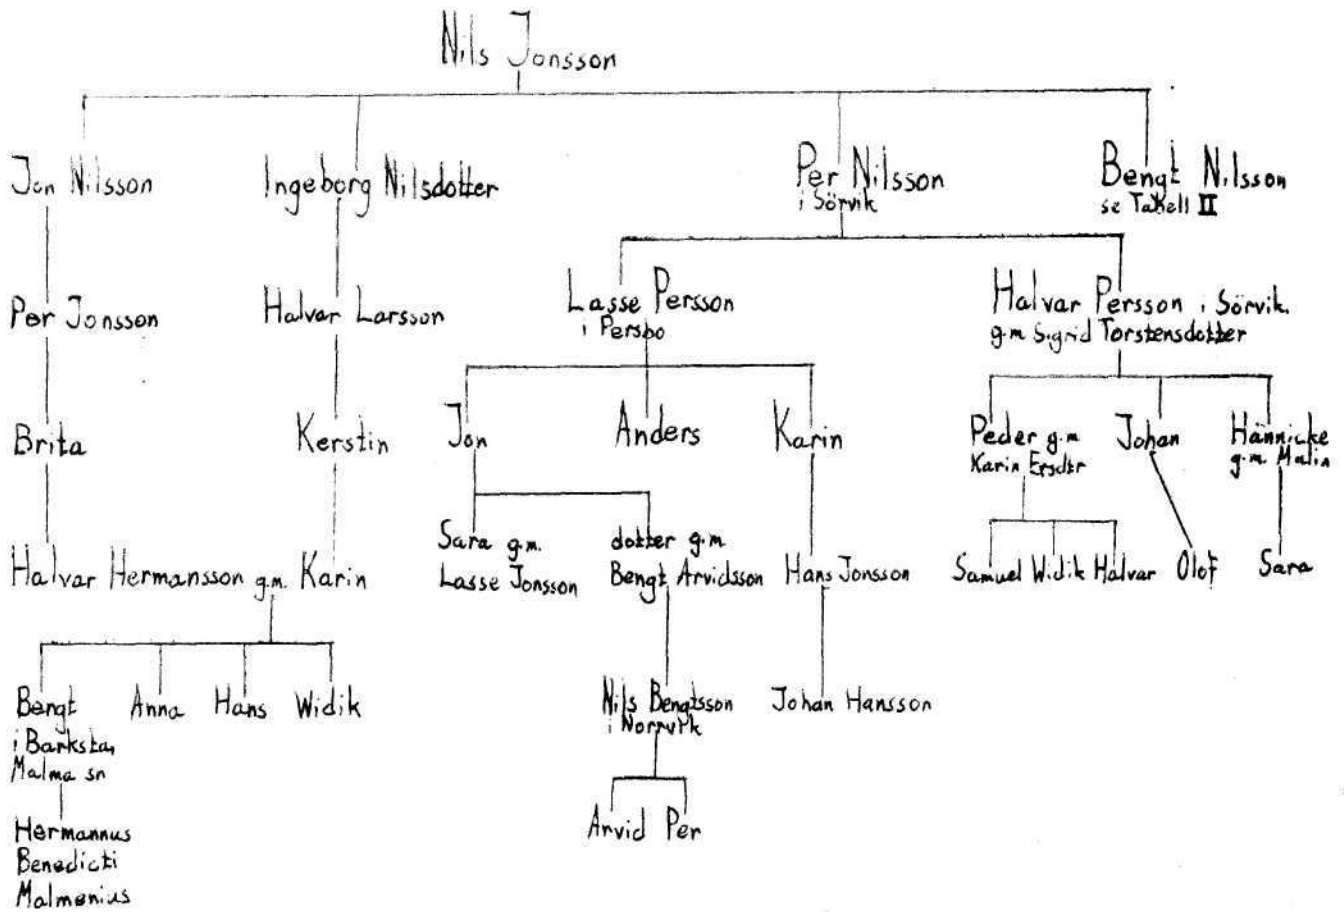 Nils Jonsson
Jon Nilsson
Ingeborg Nilsdotter
Per Nilsson
i Sörvik
Bengt Nilsson
se Tabell II
Per Jonsson
Halvar Larsson
Lasse Persson
i Persbo
Halvar Persson i Sörvik.
g.m Sigrid Torstensdotter
Brita
Kerstin
Jon
Anders
Karin
Peder g.m
Karin Ersdtr
Johan
Hännicke
g.m. Malin
Halvar Hermansson g.m. Karin
Sara g.m.
Lasse Jonsson
dotter g.m
Bengt Arvidsson
Hans Jonsson
Samuel Widik Halvar
Olof
Sara
Bengt
i Barksta,
Malma sn
Anna
Hans
Widik
Nils Bengtsson
i Norrvik
Johan Hansson
Arvid Per
Hermannus
Benedicti
Malmenius